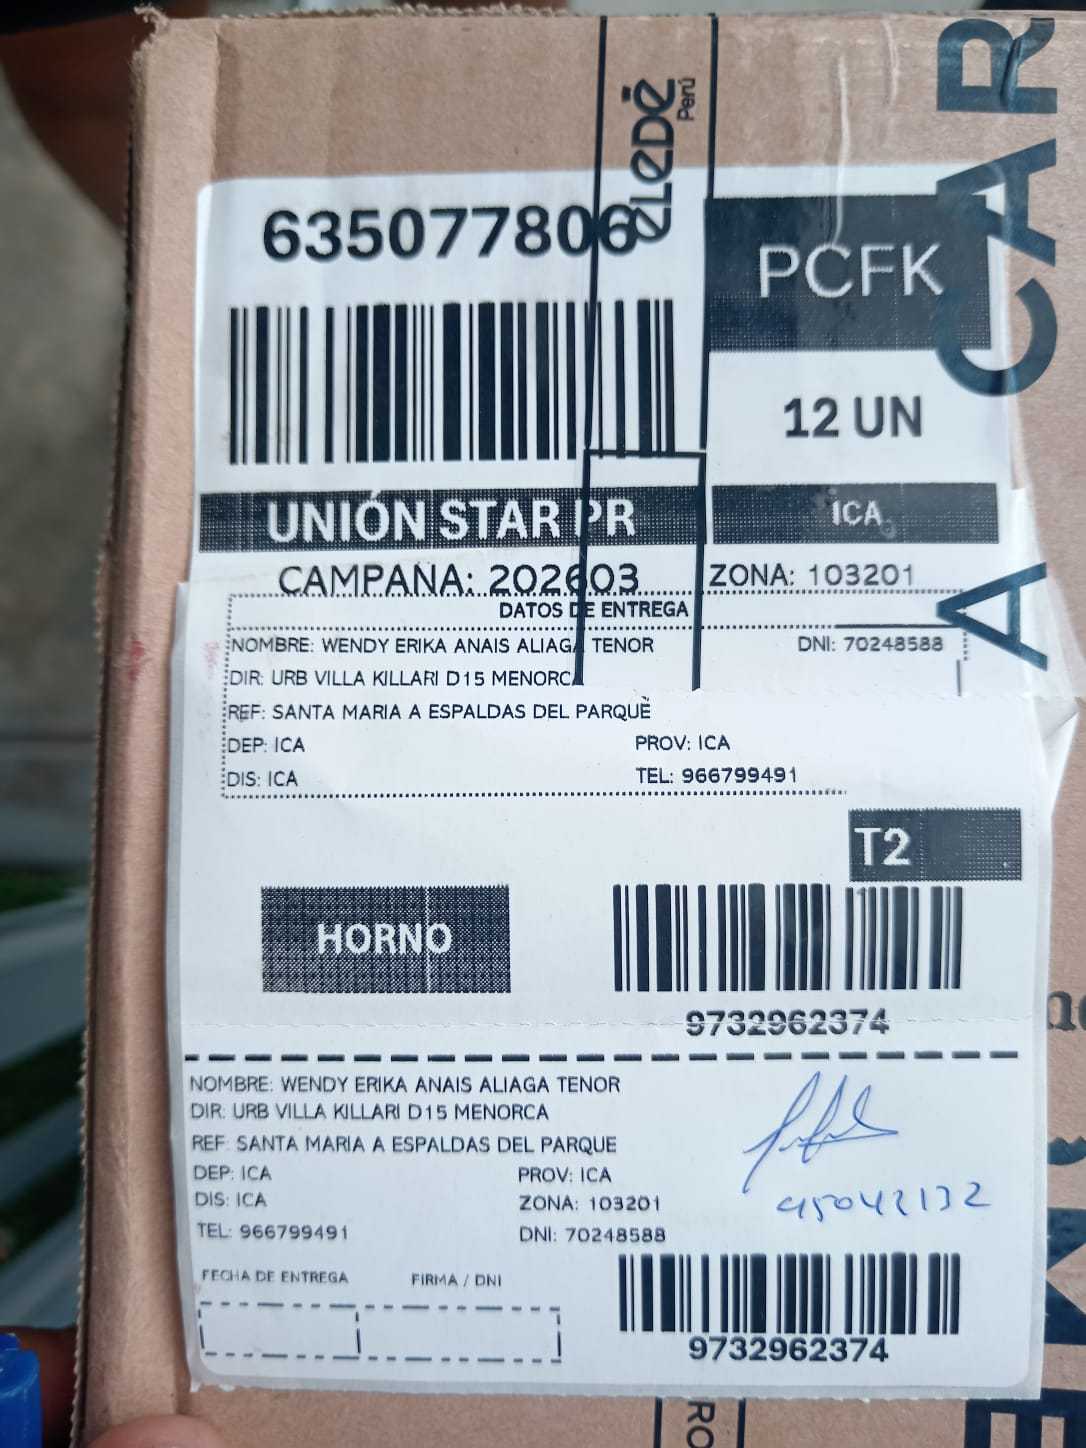 eLeDË
Perú
A CAR
635077806
PCFK
12 UN
UNIÓN STAR PR
ICA
CAMPAÑA: 202603
ZONA: 103201
DATOS DE ENTREGA
NOMBRE: WENDY ERIKA ANAIS ALIAGA TENOR
DNI: 70248588
DIR: URB VILLA KILLARI D15 MENORCA
REF: SANTA MARIA A ESPALDAS DEL PARQUE
DEP: ICA
PROV: ICA
DIS: ICA
TEL: 966799491
T2
HORNO
9732962374
NOMBRE: WENDY ERIKA ANAIS ALIAGA TENOR
DIR: URB VILLA KILLARI D15 MENORCA
REF: SANTA MARIA A ESPALDAS DEL PARQUE
DEP: ICA
PROV: ICA
DIS: ICA
ZONA: 103201
TEL: 966799491
DNI: 70248588
45042132
FECHA DE ENTREGA
FIRMA / DNI
9732962374